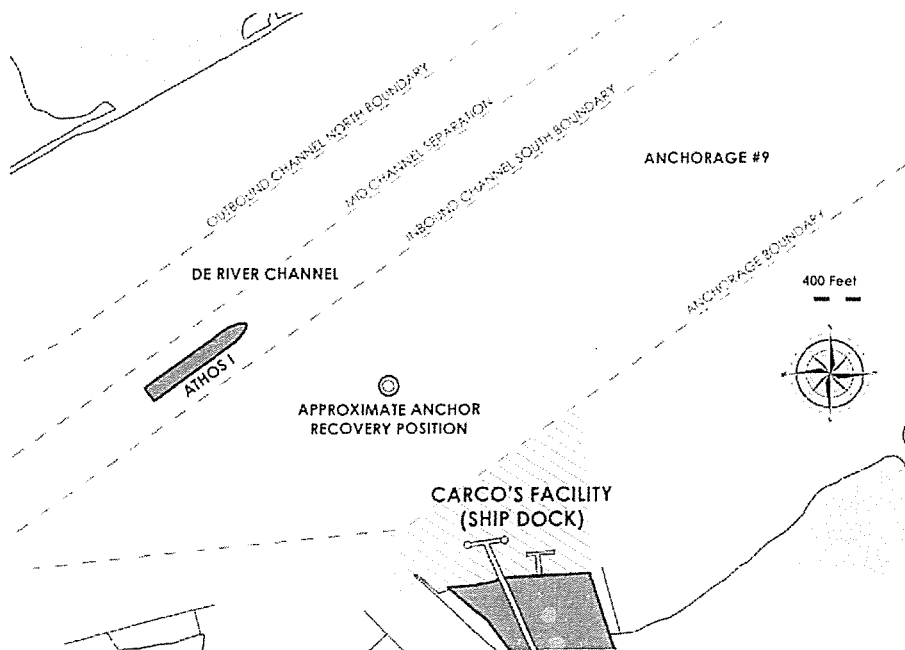 OUTBOUND CHANNEL NORTH BOUNDARY
MID CHANNEL SEPARATION
INBOUND CHANNEL SOUTH BOUNDARY
ANCHORAGE #9
ANCHORAGE BOUNDARY
DE RIVER CHANNEL
400 Feet
ATHOS I
APPROXIMATE ANCHOR
RECOVERY POSITION
CARCO'S FACILITY
(SHIP DOCK)